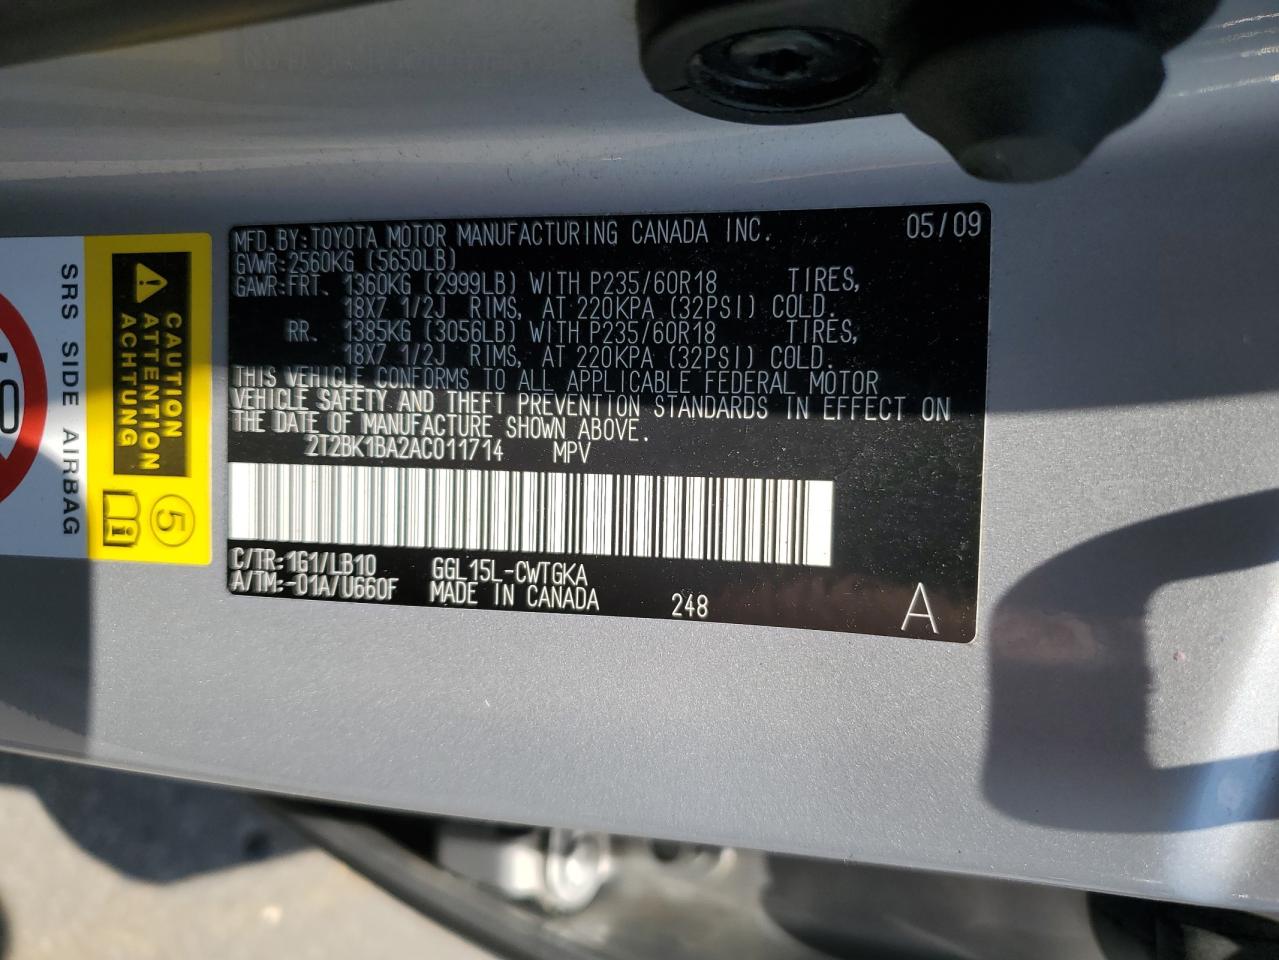 MFD.BY:TOYOTA MOTOR MANUFACTURING CANADA INC. 05/09
GVWR:2560KG (5650LB)
GAWR:FRT. 1360KG (2999LB) WITH P235/60R18 TIRES,
18X7 1/2J RIMS, AT 220KPA (32PSI) COLD.
RR. 1385KG (3056LB) WITH P235/60R18 TIRES,
18X7 1/2J RIMS, AT 220KPA (32PSI) COLD.
THIS VEHICLE CONFORMS TO ALL APPLICABLE FEDERAL MOTOR
VEHICLE SAFETY AND THEFT PREVENTION STANDARDS IN EFFECT ON
THE DATE OF MANUFACTURE SHOWN ABOVE.
2T2BK1BA2AC011714 MPV
C/TR:1G1/LB10 GGL15L-CWTGKA
A/TM:-01A/U660F MADE IN CANADA 248 A
CAUTION
ATTENTION
ACHTUNG
5
SRS SIDE AIRBAG